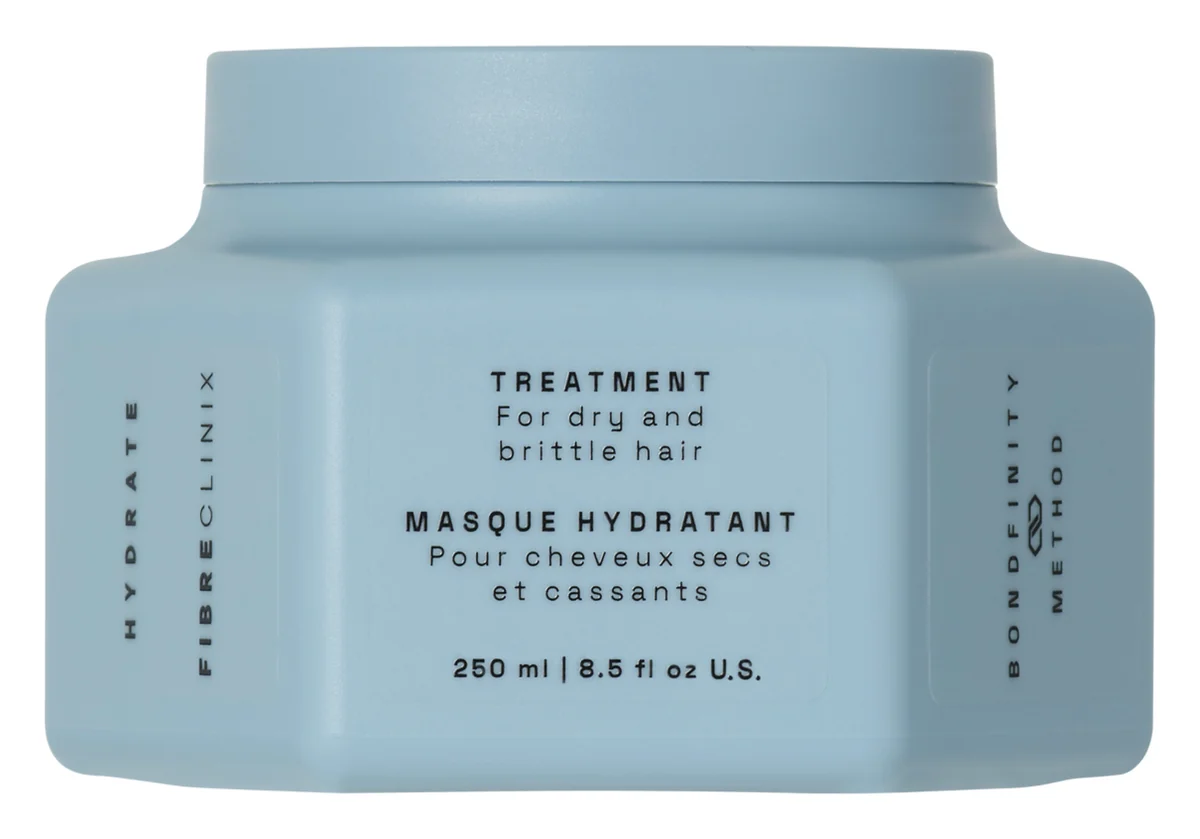 HYDRATE
FIBRECLINIX
TREATMENT
For dry and
brittle hair
MASQUE HYDRATANT
Pour cheveux secs
et cassants
250 ml | 8.5 fl oz U.S.
BONDFINITY
METHOD